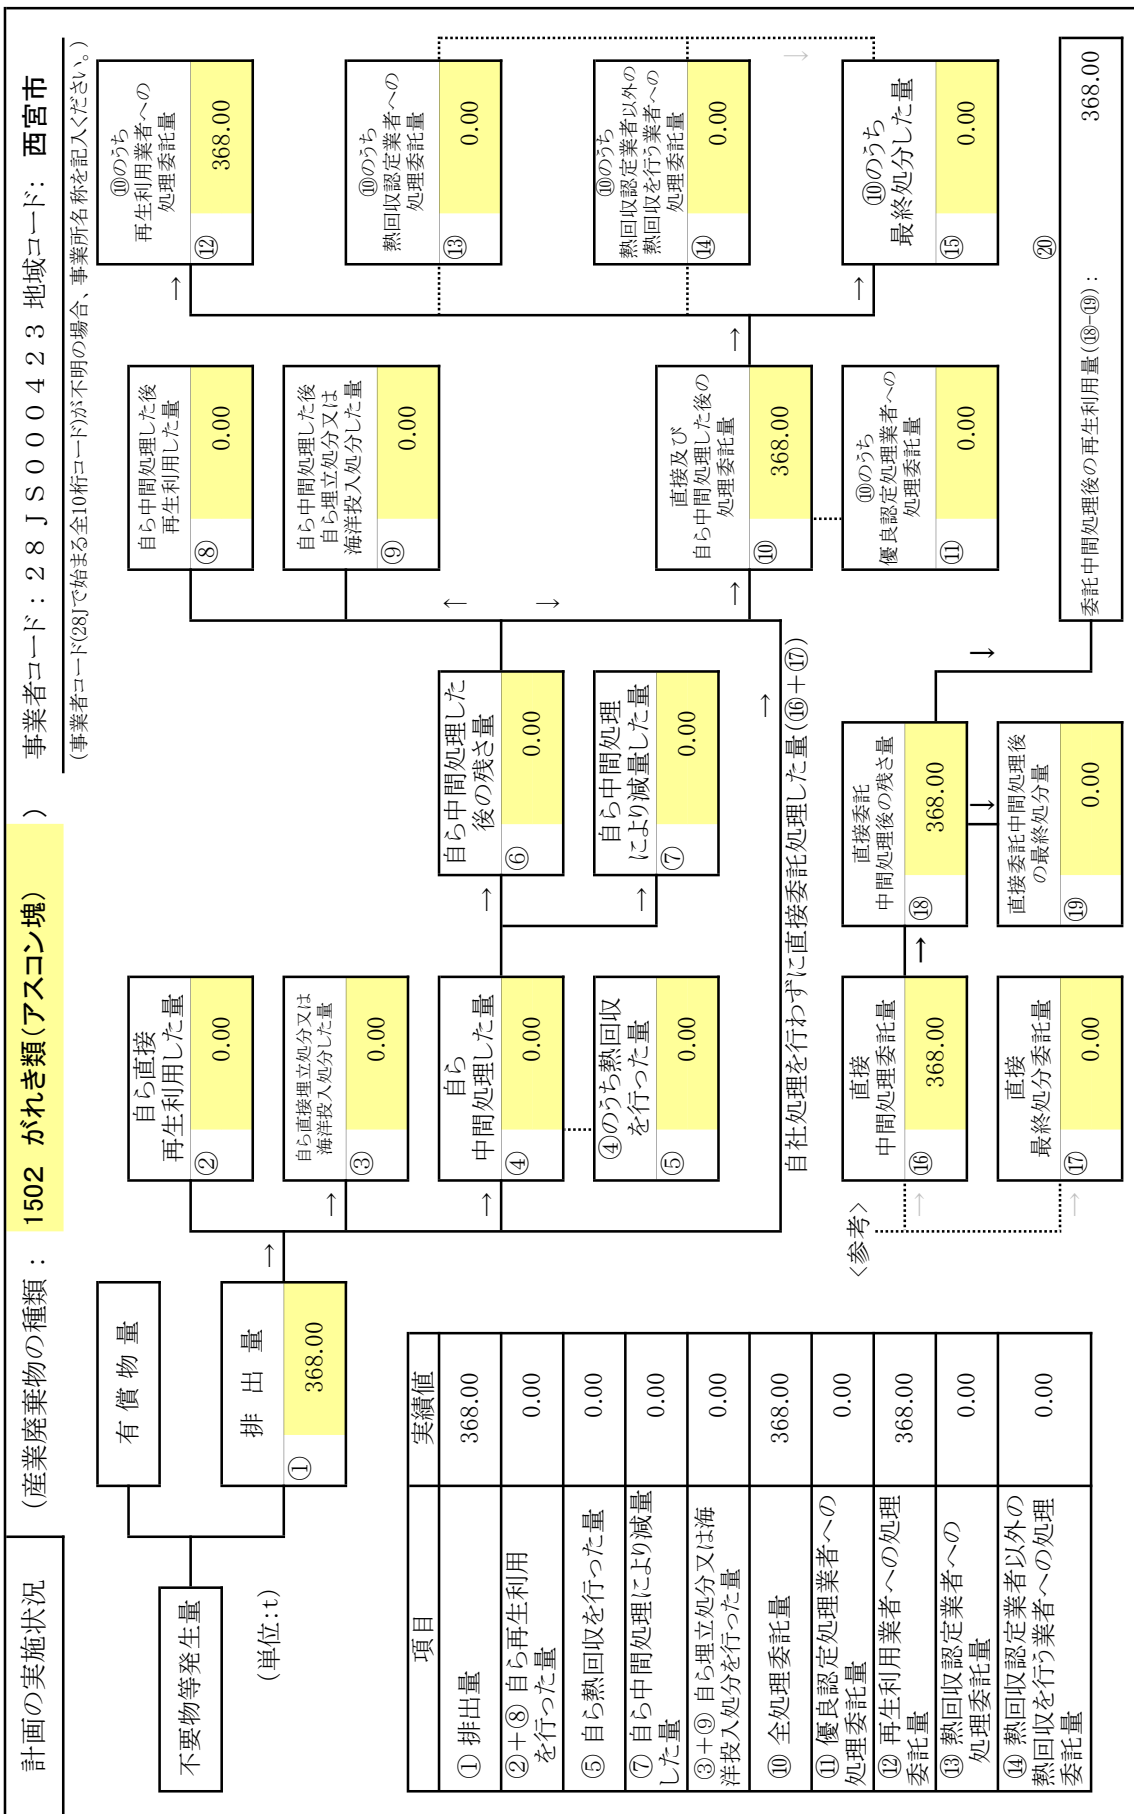 計画の実施状況
(産業廃棄物の種類：　1502　がれき類(アスコン塊)　)
事業者コード：２８ＪＳ０００４２３ 地域コード： 西宮市
(事業者コード(28Jで始まる全10桁コード)が不明の場合、事業所名称を記入ください。)
不要物等発生量
(単位:t)
有 償 物 量
排 出 量
① 368.00
→
自ら直接
再生利用した量
② 0.00
→
自ら直接埋立処分又は
海洋投入処分した量
③ 0.00
→
自ら
中間処理した量
④ 0.00
④のうち熱回収
を行った量
⑤ 0.00
→
自ら中間処理した
後の残さ量
⑥ 0.00
→
自ら中間処理
により減量した量
⑦ 0.00
↑
↓
自ら中間処理した後
再生利用した量
⑧ 0.00
自ら中間処理した後
自ら埋立処分又は
海洋投入処分した量
⑨ 0.00
→
自社処理を行わずに直接委託処理した量(⑯＋⑰)
→
直接及び
自ら中間処理した後の
処理委託量
⑩ 368.00
⑩のうち
優良認定処理業者への
処理委託量
⑪ 0.00
→
→
⑩のうち
再生利用業者への
処理委託量
⑫ 368.00
⑩のうち
熱回収認定業者への
処理委託量
⑬ 0.00
⑩のうち
熱回収認定業者以外の
熱回収を行う業者への
処理委託量
⑭ 0.00
→
↓
⑩のうち
最終処分した量
⑮ 0.00
<参考>
→
直接
中間処理委託量
⑯ 368.00
→
直接
最終処分委託量
⑰ 0.00
→
直接委託
中間処理後の残さ量
⑱ 368.00
↓
直接委託中間処理後
の最終処分量
⑲ 0.00
↓
⑳
委託中間処理後の再生利用量(⑱-⑲)： 368.00
項目 実績値
① 排出量 368.00
②+⑧ 自ら再生利用
を行った量 0.00
⑤ 自ら熱回収を行った量 0.00
⑦ 自ら中間処理により減量
した量 0.00
③+⑨ 自ら埋立処分又は海
洋投入処分を行った量 0.00
⑩ 全処理委託量 368.00
⑪ 優良認定処理業者への
処理委託量 0.00
⑫ 再生利用業者への処理
委託量 368.00
⑬ 熱回収認定業者への
処理委託量 0.00
⑭ 熱回収認定業者以外の
熱回収を行う業者への処理
委託量 0.00